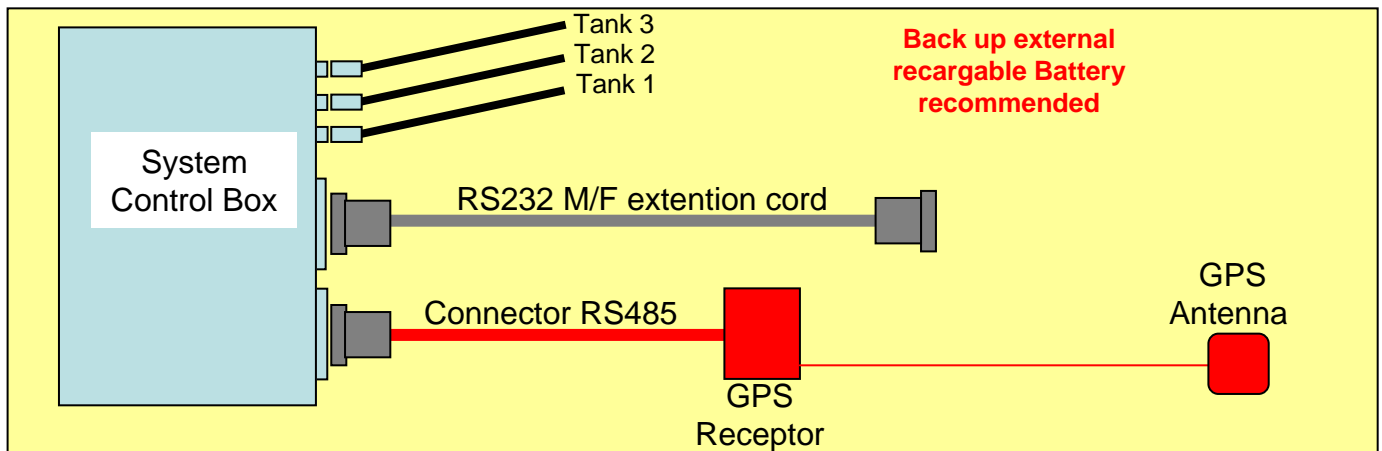 Tank 3
Tank 2
Tank 1
Back up external
recargable Battery
recommended
System
Control Box
RS232 M/F extention cord
Connector RS485
GPS
Receptor
GPS
Antenna